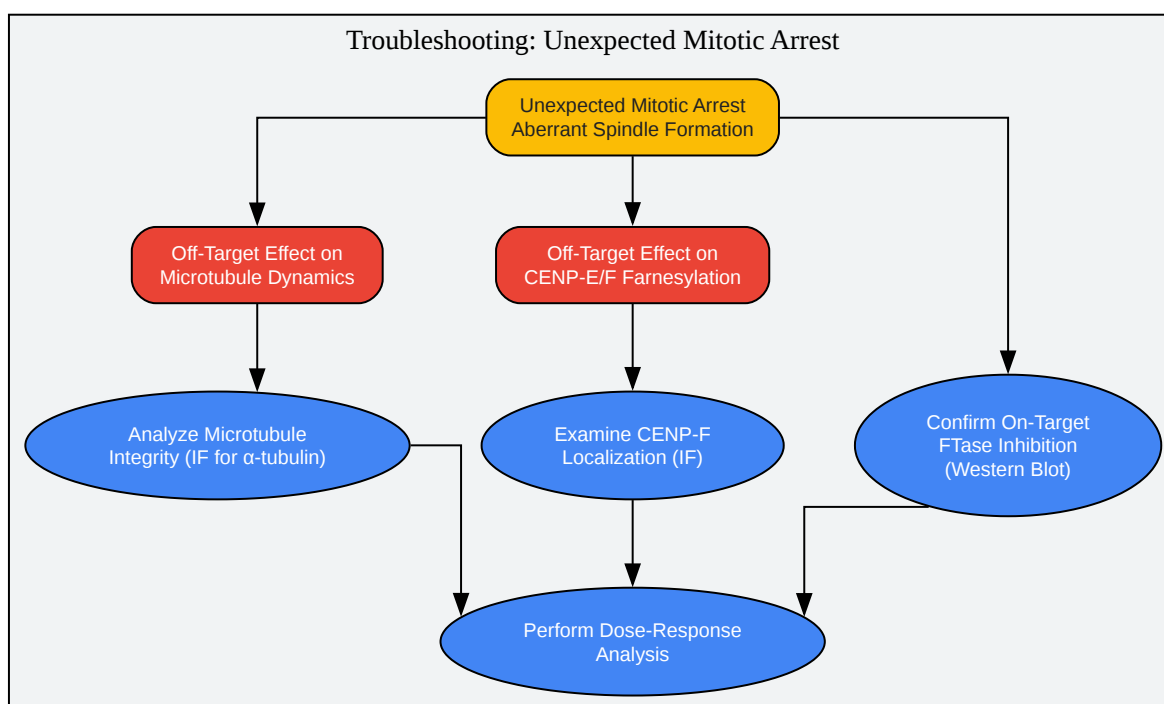 Troubleshooting: Unexpected Mitotic Arrest
Unexpected Mitotic Arrest
Aberrant Spindle Formation
Off-Target Effect on
Microtubule Dynamics
Off-Target Effect on
CENP-E/F Farnesylation
Analyze Microtubule
Integrity (IF for α-tubulin)
Examine CENP-F
Localization (IF)
Confirm On-Target
FTase Inhibition
(Western Blot)
Perform Dose-Response
Analysis